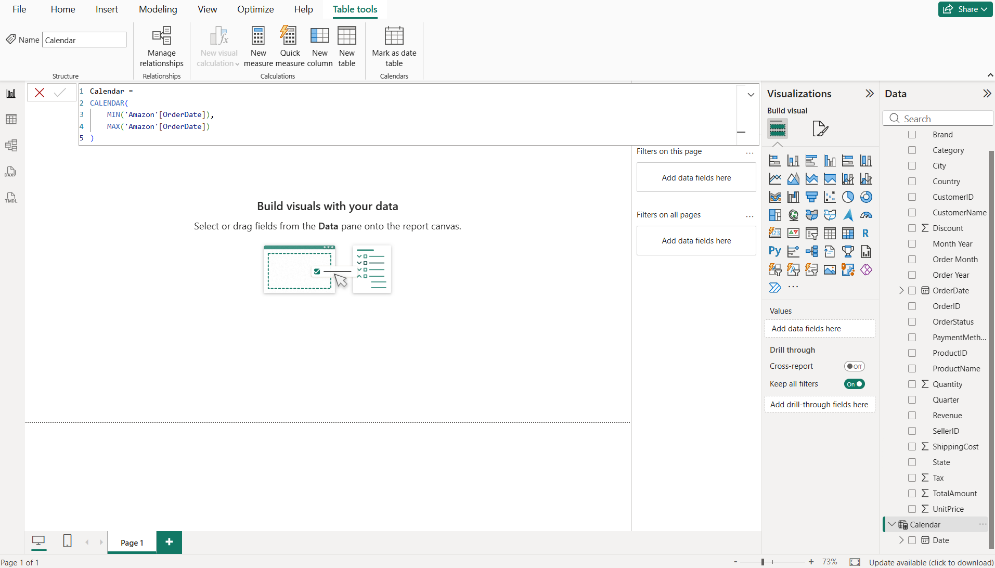 File Home Insert Modeling View Optimize Help Table tools Share
Name Calendar
Manage relationships
New visual calculation
New measure
Quick measure
New column
New table
Mark as date table
Structure Relationships Calculations Calendars
1 Calendar =
2 CALENDAR(
3 MIN('Amazon'[OrderDate]),
4 MAX('Amazon'[OrderDate])
5 )
Build visuals with your data
Select or drag fields from the Data pane onto the report canvas.
Filters on this page ...
Add data fields here
Filters on all pages ...
Add data fields here
Visualizations
Build visual
R
Py
...
Values
Add data fields here
Drill through
Cross-report Off
Keep all filters On
Add drill-through fields here
Data
Search
Brand
Category
City
Country
CustomerID
CustomerName
Discount
Month Year
Order Month
Order Year
OrderDate
OrderID
OrderStatus
PaymentMeth...
ProductID
ProductName
Quantity
Quarter
Revenue
SellerID
ShippingCost
State
Tax
TotalAmount
UnitPrice
Calendar ...
Date
Page 1 +
Page 1 of 1
- + 73% Update available (click to download)